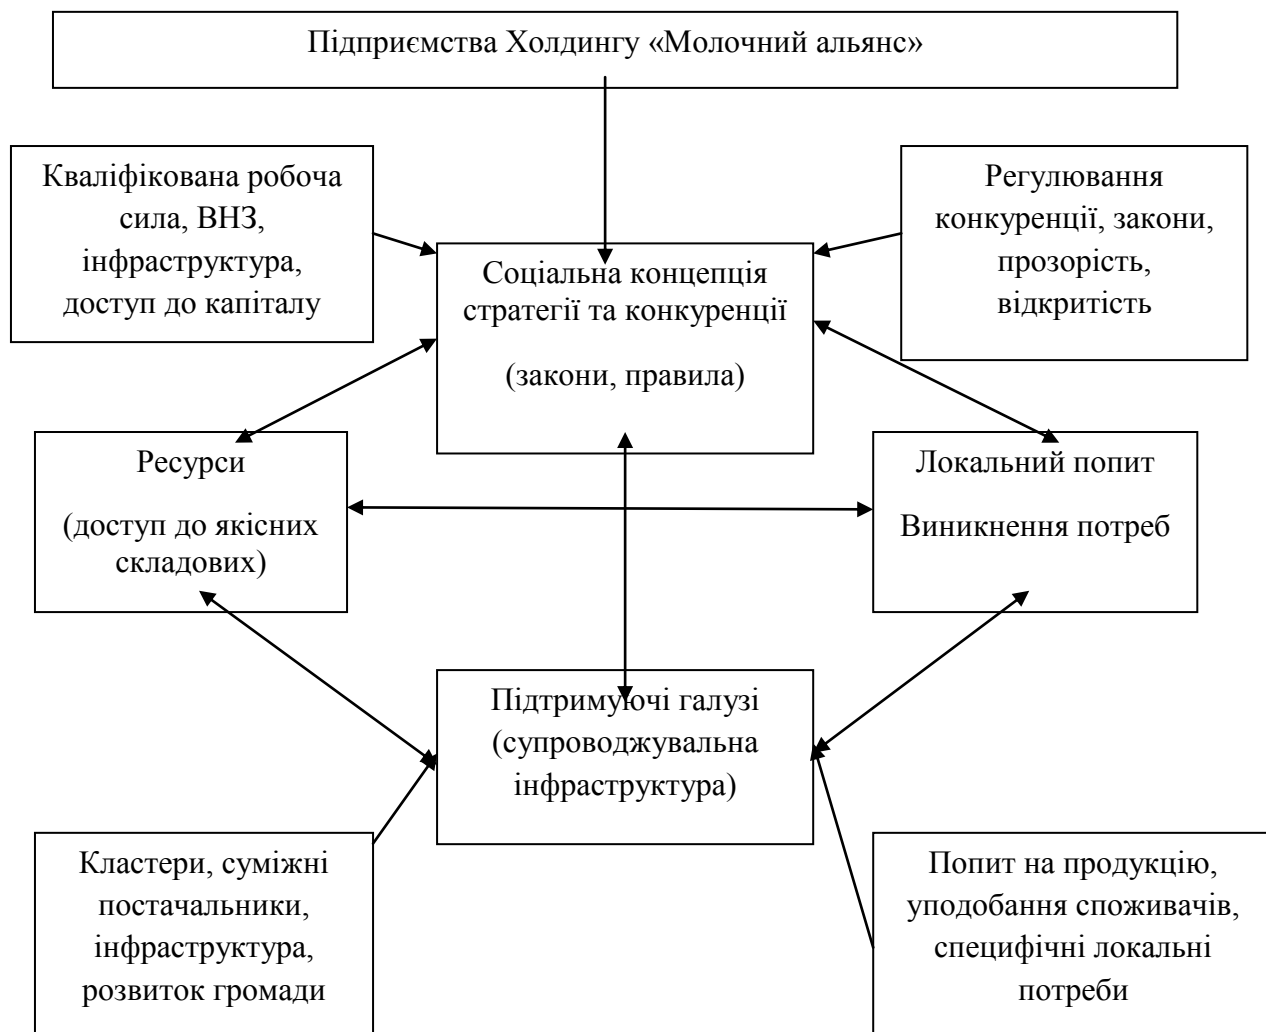 Підприємства Холдингу «Молочний альянс»
Кваліфікована робоча
сила, ВНЗ,
інфраструктура,
доступ до капіталу
Регулювання
конкуренції, закони,
прозорість,
відкритість
Соціальна концепція
стратегії та конкуренції
(закони, правила)
Ресурси
(доступ до якісних
складових)
Локальний попит
Виникнення потреб
Підтримуючі галузі
(супроводжувальна
інфраструктура)
Кластери, суміжні
постачальники,
інфраструктура,
розвиток громади
Попит на продукцію,
уподобання споживачів,
специфічні локальні
потреби